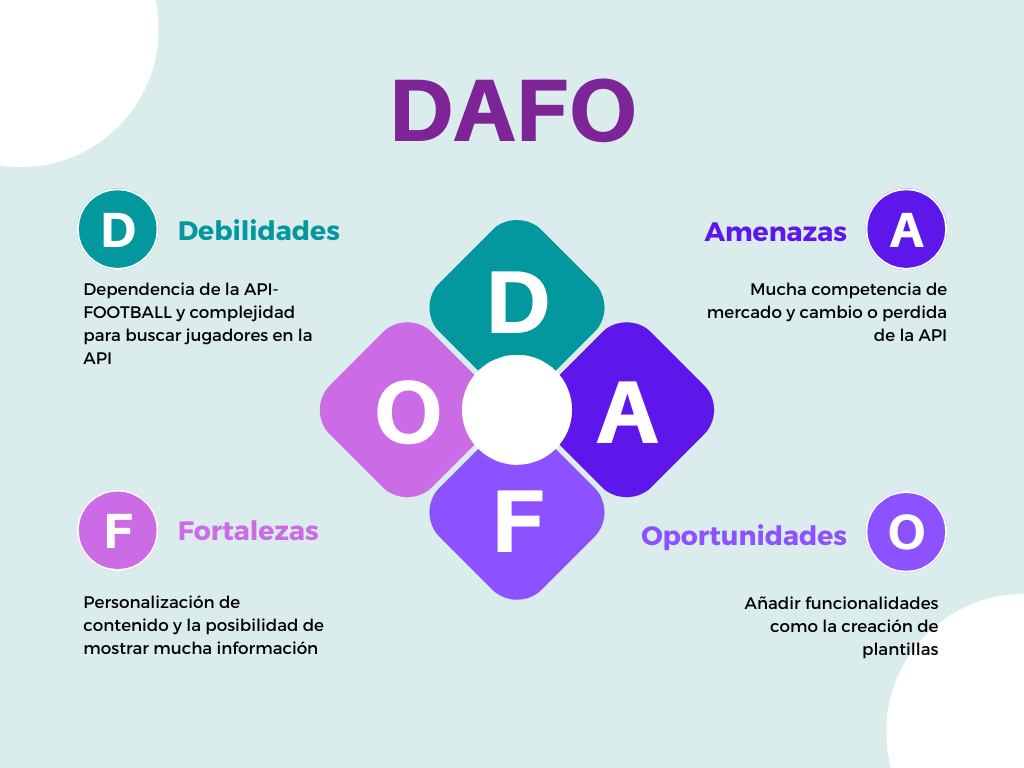 DAFO
D
Debilidades
Dependencia de la API-
FOOTBALL y complejidad
para buscar jugadores en la
API
Amenazas
A
Mucha competencia de
mercado y cambio o perdida
de la API
D
O
A
F
F
Fortalezas
Personalización de
contenido y la posibilidad de
mostrar mucha información
Oportunidades
O
Añadir funcionalidades
como la creación de
plantillas